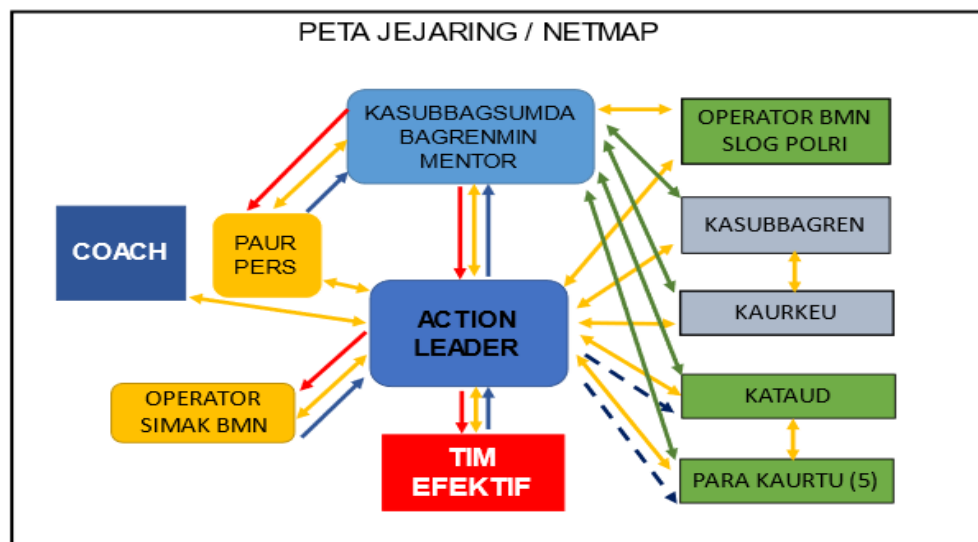 PETA JEJARING / NETMAP
KASUBBAGSUMDA
BAGRENMIN
MENTOR
OPERATOR BMN
SLOG POLRI
COACH
PAUR
PERS
KASUBBAGREN
ACTION
LEADER
KAURKEU
OPERATOR
SIMAK BMN
KATAUD
TIM
EFEKTIF
PARA KAURTU (5)